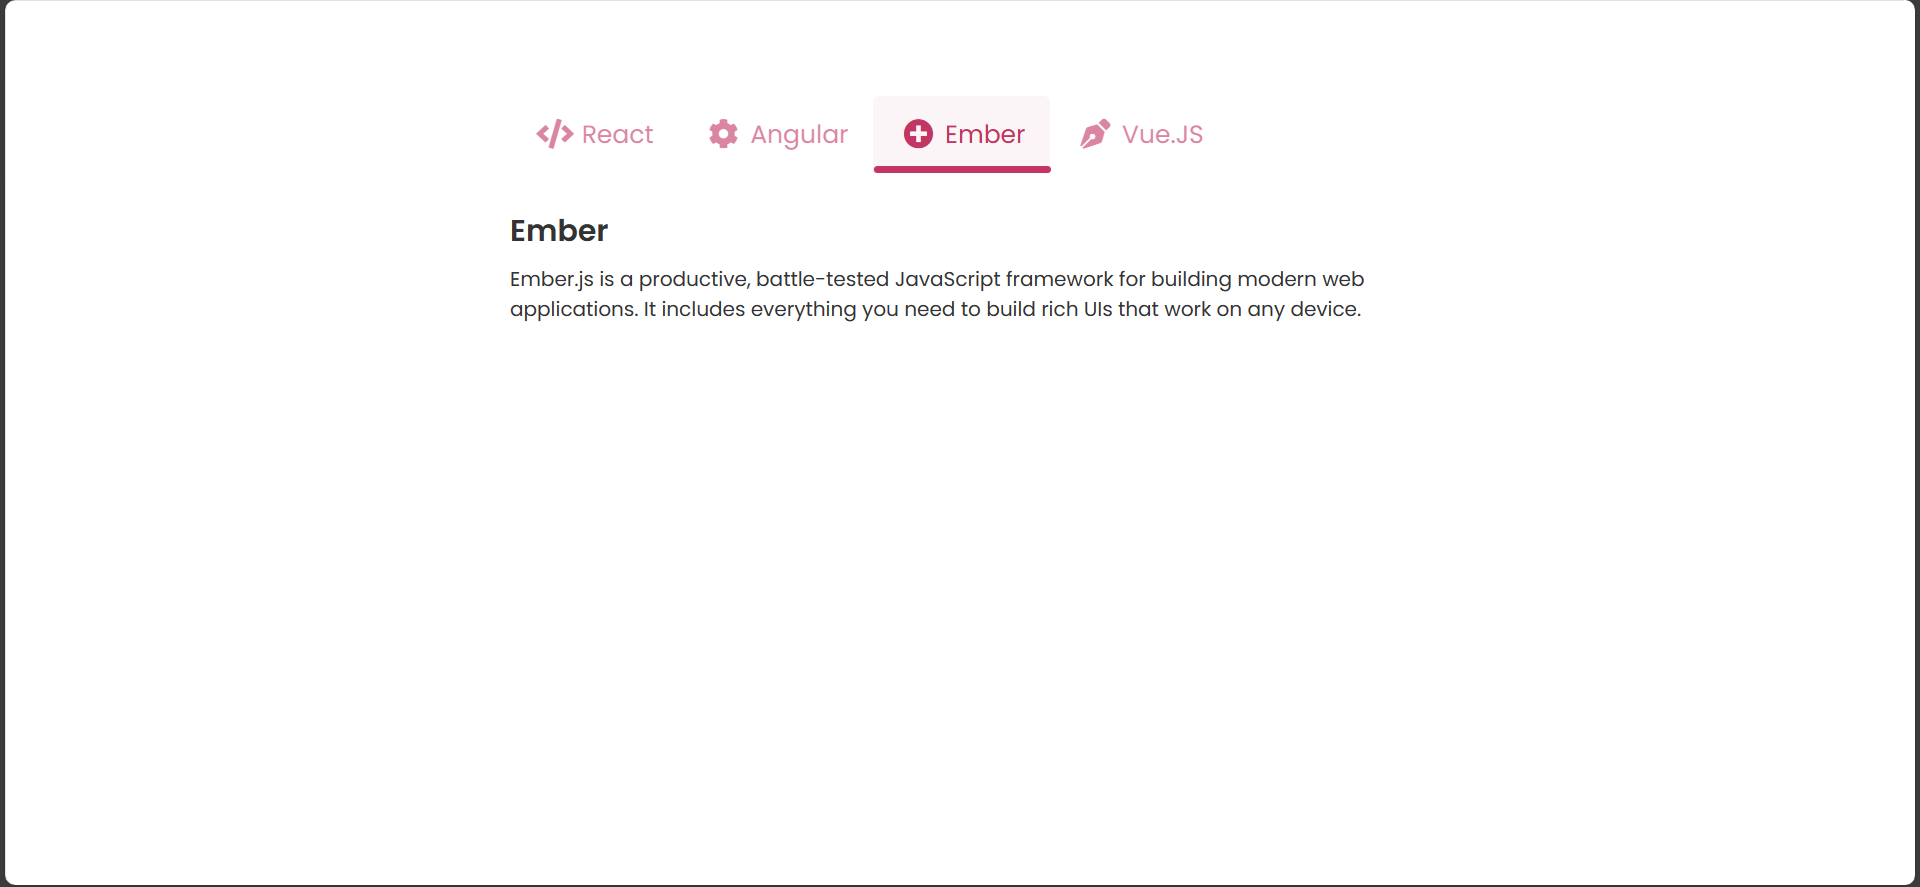 React Angular Ember Vue.JS
Ember
Ember.js is a productive, battle-tested JavaScript framework for building modern web
applications. It includes everything you need to build rich UIs that work on any device.